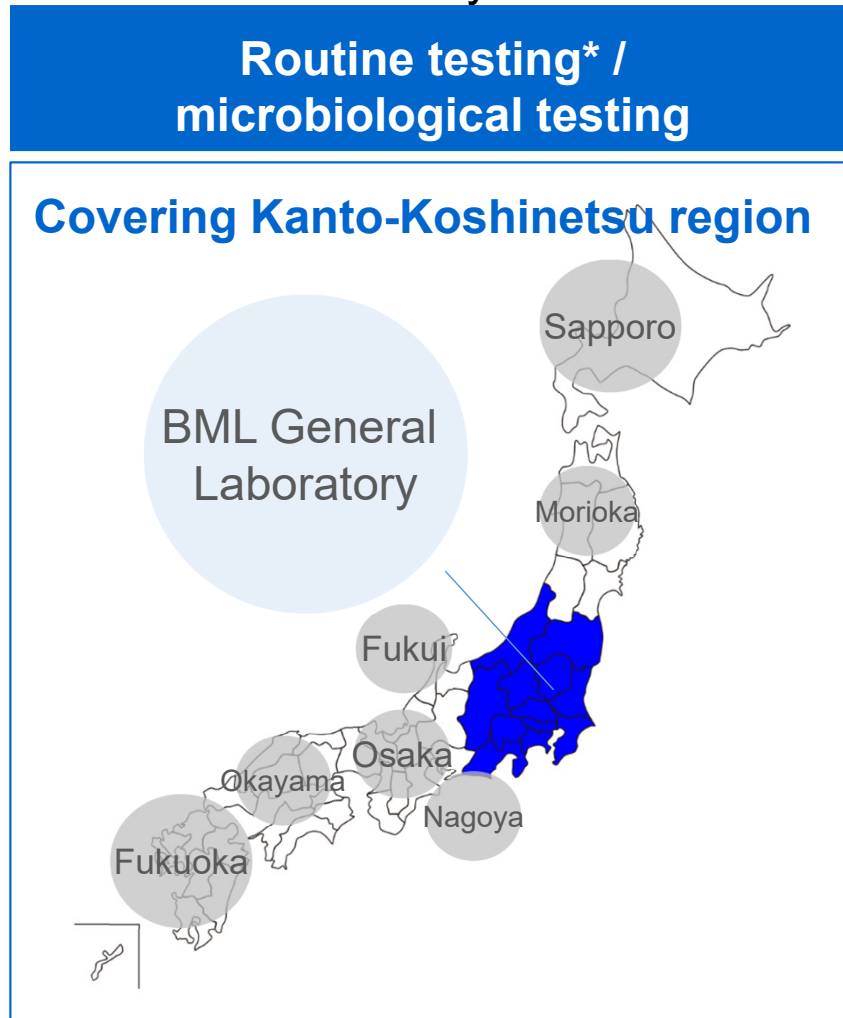 Routine testing* /
microbiological testing
Covering Kanto-Koshinetsu region
Sapporo
BML General
Laboratory
Morioka
Fukui
Osaka
Okayama
Nagoya
Fukuoka